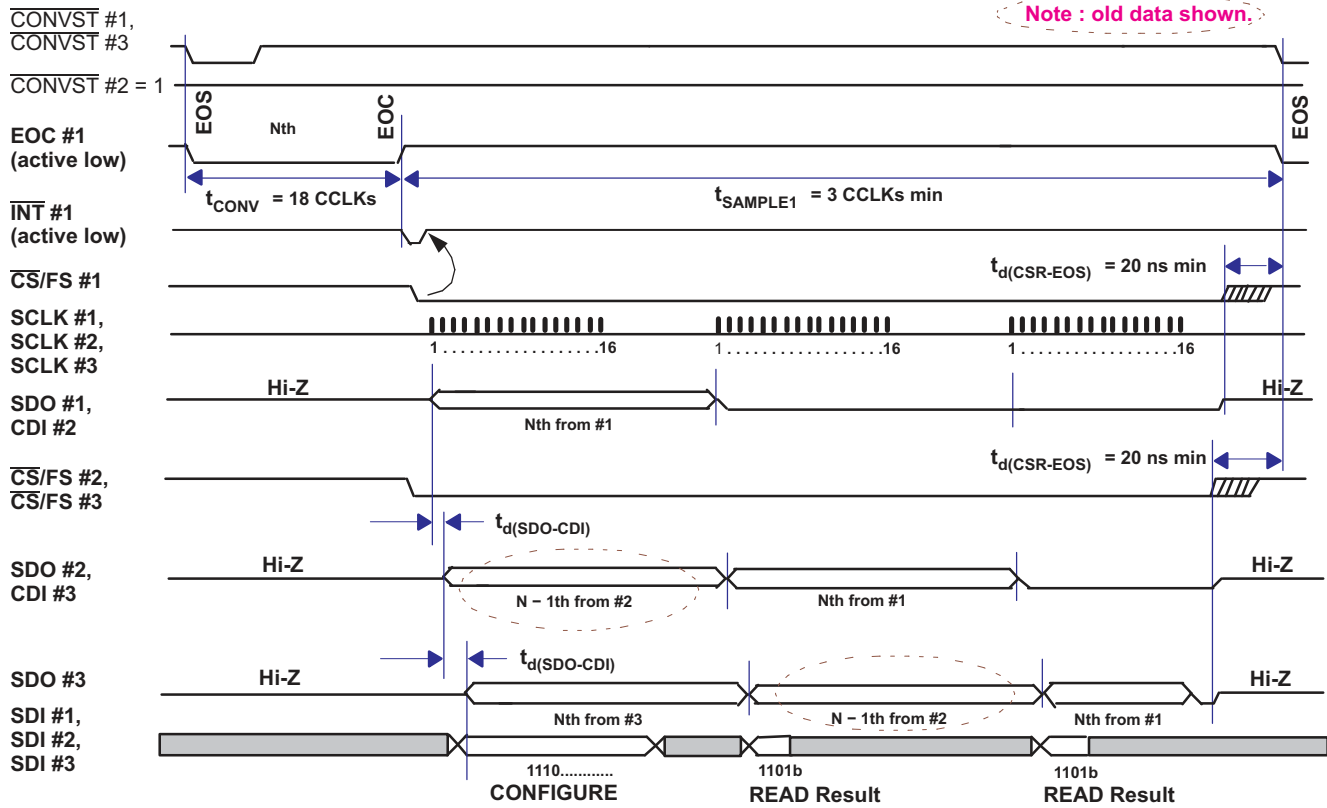 CONVST #1,
CONVST #3
Note : old data shown.
CONVST #2 = 1
EOS
Nth
EOC
EOS
EOC #1
(active low)
tCONV = 18 CCLKs
tSAMPLE1 = 3 CCLKs min
INT #1
(active low)
td(CSR-EOS) = 20 ns min
CS/FS #1
SCLK #1,
SCLK #2,
SCLK #3
1 . . . . . . . . . . . . . . . . . .16
1 . . . . . . . . . . . . . . . . . .16
1 . . . . . . . . . . . . . . . . . .16
Hi-Z
Hi-Z
SDO #1,
CDI #2
Nth from #1
td(CSR-EOS) = 20 ns min
CS/FS #2,
CS/FS #3
td(SDO-CDI)
Hi-Z
Hi-Z
SDO #2,
CDI #3
N − 1th from #2
Nth from #1
td(SDO-CDI)
Hi-Z
Hi-Z
SDO #3
Nth from #3
N − 1th from #2
Nth from #1
SDI #1,
SDI #2,
SDI #3
1110............
1101b
1101b
CONFIGURE
READ Result
READ Result